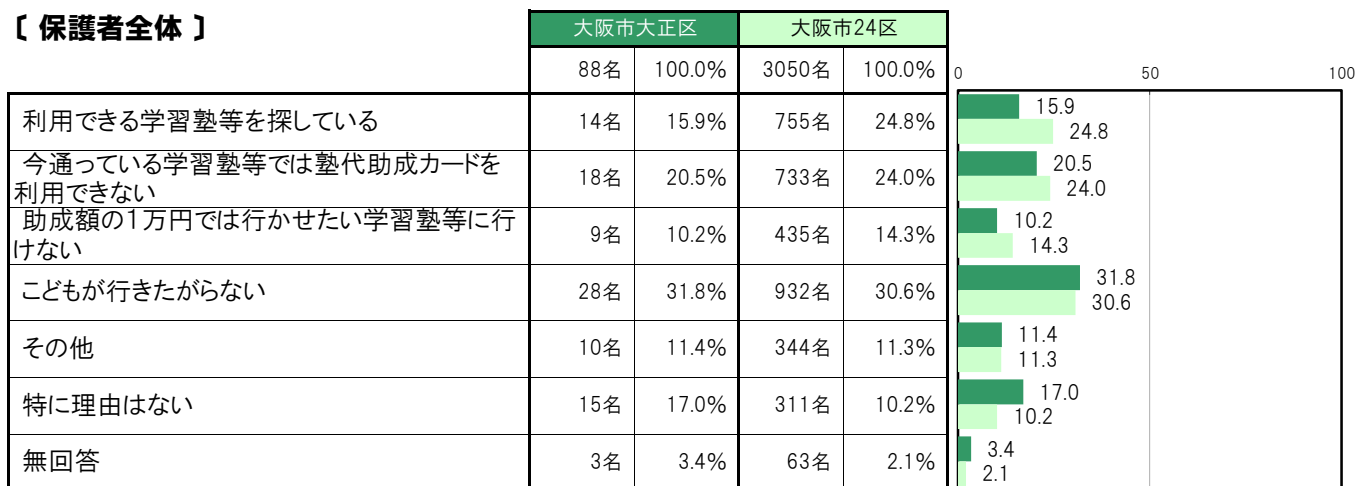 〔 保護者全体 〕
大阪市大正区 大阪市24区
88名 100.0% 3050名 100.0% 0 50 100
利用できる学習塾等を探している 14名 15.9% 755名 24.8% 15.9
24.8
今通っている学習塾等では塾代助成カードを
利用できない 18名 20.5% 733名 24.0% 20.5
24.0
助成額の1万円では行かせたい学習塾等に行
けない 9名 10.2% 435名 14.3% 10.2
14.3
こどもが行きたがらない 28名 31.8% 932名 30.6% 31.8
30.6
その他 10名 11.4% 344名 11.3% 11.4
11.3
特に理由はない 15名 17.0% 311名 10.2% 17.0
10.2
無回答 3名 3.4% 63名 2.1% 3.4
2.1